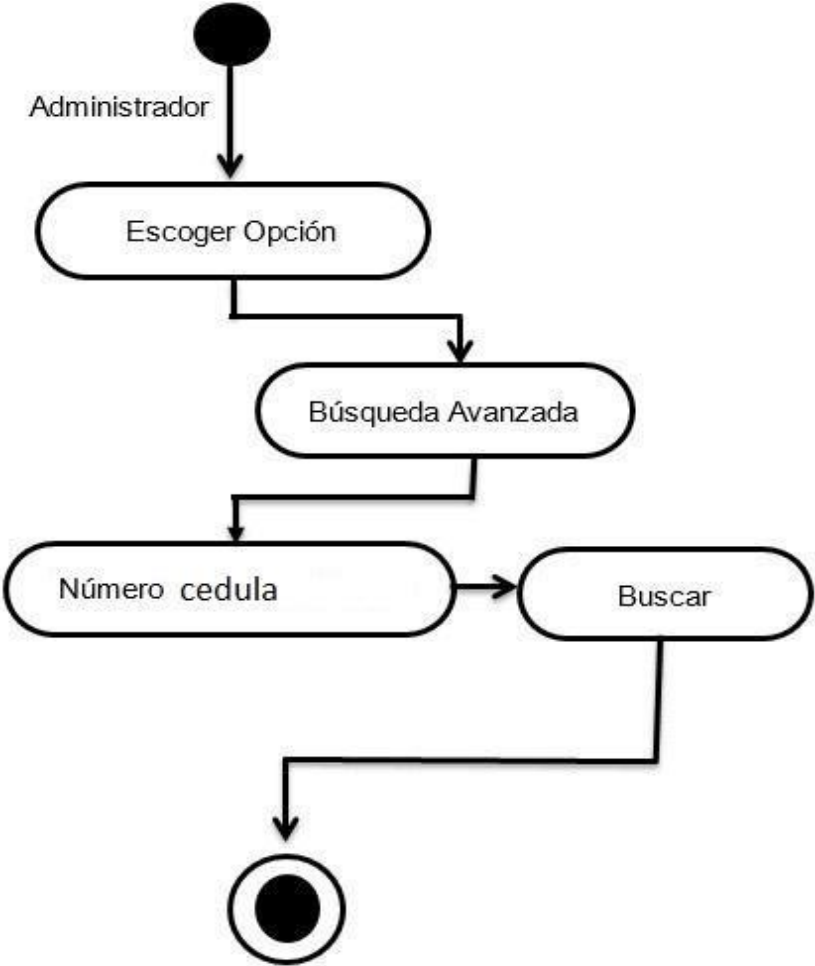 Administrador
Escoger Opción
Búsqueda Avanzada
Número cedula
Buscar